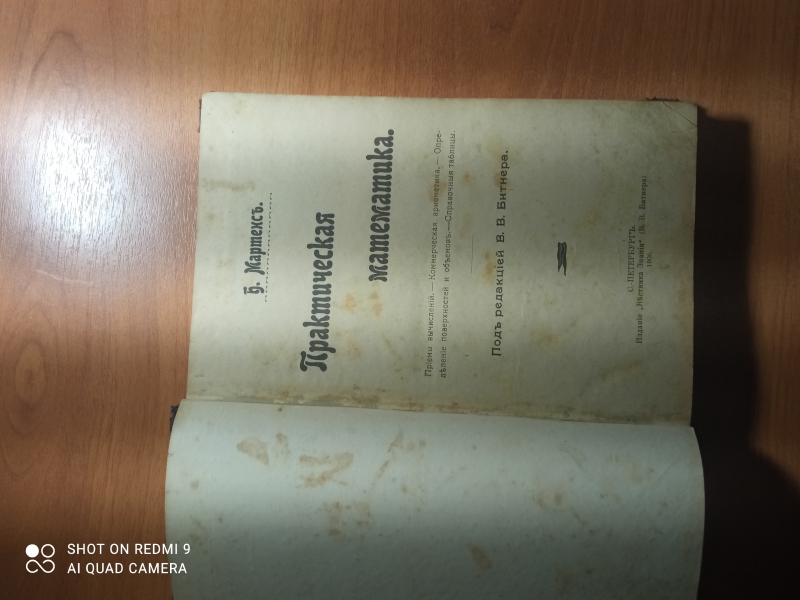 Б. Мартенсъ.
Практическая
математика.
Пріемы вычисленій.—Коммерческая ариѳметика.—Опре-
дѣленіе поверхностей и объемовъ.—Справочныя таблицы.
Подъ редакціей В. В. Битнера.
С.-ПЕТЕРБУРГЪ.
Изданіе „Вѣстника Знанія" (В. В. Битнера)
SHOT ON REDMI 9
AI QUAD CAMERA